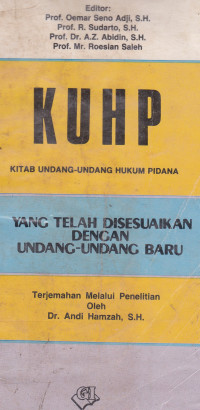 Editor:
Prof. Oemar Seno Adji, S.H.
Prof. R. Sudarto, S.H.
Prof. Dr. A.Z. Abidin, S.H.
Prof. Mr. Roeslan Saleh
KUHP
KITAB UNDANG-UNDANG HUKUM PIDANA
YANG TELAH DISESUAIKAN
DENGAN
UNDANG-UNDANG BARU
Terjemahan Melalui Penelitian
Oleh
Dr. Andi Hamzah, S.H.
GI